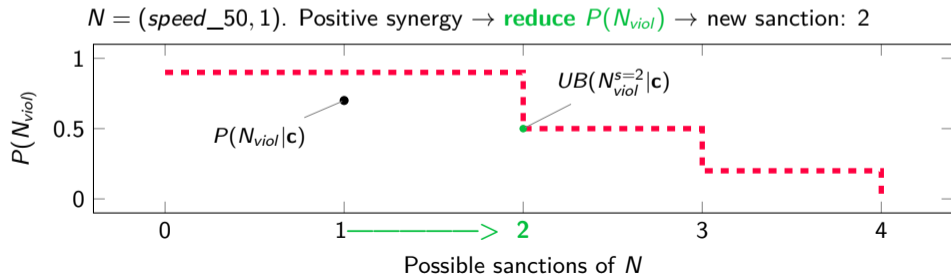 N = (speed_50, 1). Positive synergy → reduce P(N_viol) → new sanction: 2
1
UB(N_viol^{s=2}|c)
P(N_viol)
0.5
P(N_viol|c)
0
0 1 2 3 4
Possible sanctions of N